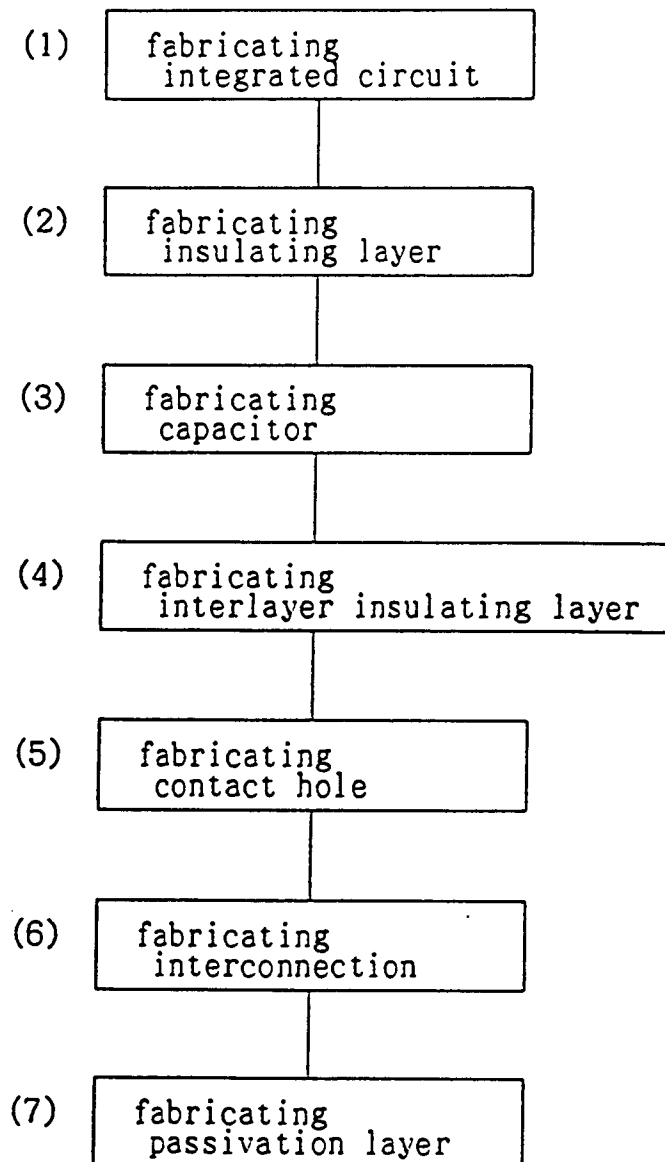 (1) fabricating
integrated circuit
(2) fabricating
insulating layer
(3) fabricating
capacitor
(4) fabricating
interlayer insulating layer
(5) fabricating
contact hole
(6) fabricating
interconnection
(7) fabricating
passivation layer